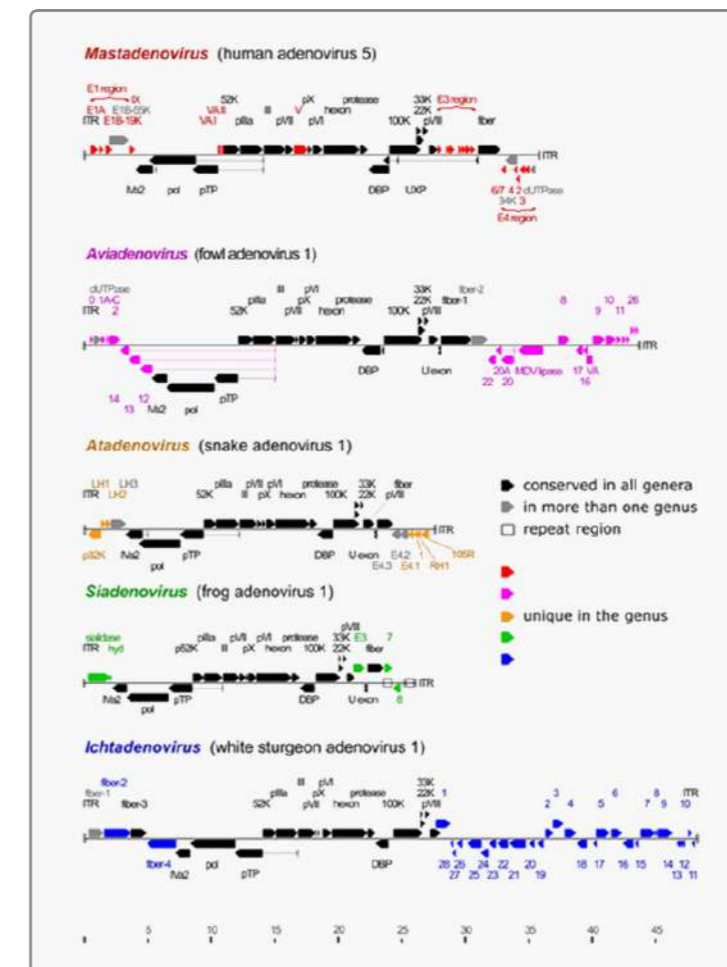 Mastadenovirus (human adenovirus 5)
E1 region
IX
52K
pX
protease
33K
E3 region
E1A E1B-55K
VA II
III
V
hexon
22K pVIII
ITR E1B-19K
VA I
pIIIa pVII pVI
100K
fiber
ITR
IVa2 pol pTP
DBP UXP
6/7 4 2 dUTPase
34K 3
E4 region
Aviadenovirus (fowl adenovirus 1)
dUTPase
III pVI
33K
fiber-2
0 1A-C
pIIIa pX protease
22K pVIII
8 10 26
ITR 2
52K pVII hexon
100K fiber-1
9 11
ITR
14 13 12 IVa2 pol pTP
DBP U exon
22 20A 20 MDV lipase 17 VA
16
Atadenovirus (snake adenovirus 1)
LH1 LH3
pIIIa pVII pVI protease
33K fiber
ITR LH2
52K III pX hexon 100K 22K pVIII
ITR
p32K IVa2 pTP
pol
DBP U exon E4.2 1 105R
E4.3 E4.1 RH1
conserved in all genera
in more than one genus
repeat region
unique in the genus
Siadenovirus (frog adenovirus 1)
pVIII
sialidase
pIIIa pVII pVI protease
33K E3 7
ITR hyd
p52K III pX hexon 100K 22K fiber
ITR
IVa2 pTP
pol
DBP U exon 8
Ichtadenovirus (white sturgeon adenovirus 1)
fiber-2
III pVI
33K
fiber-1
pIIIa pX protease
22K 1 3 6 8 ITR
ITR fiber-3
52K pVII hexon 100K pVIII
2 4 5 7 9 10
fiber-4 pol
IVa2 pTP
DBP
28 26 24 22 20 18 16 14 12
27 25 23 21 19 17 15 13 11
0 5 10 15 20 25 30 35 40 45